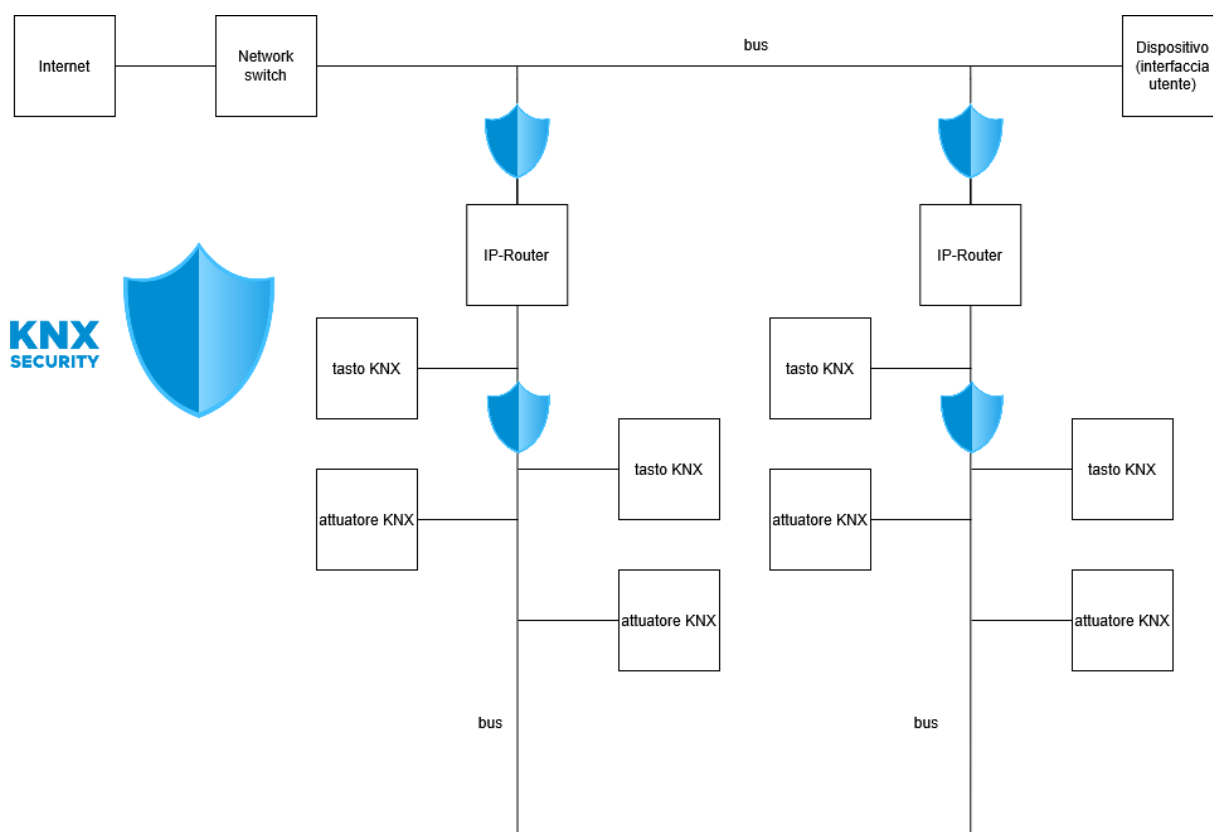 bus
Internet
Network
switch
Dispositivo
(interfaccia
utente)
IP-Router
IP-Router
KNX
SECURITY
tasto KNX
tasto KNX
tasto KNX
tasto KNX
attuatore KNX
attuatore KNX
attuatore KNX
attuatore KNX
bus
bus